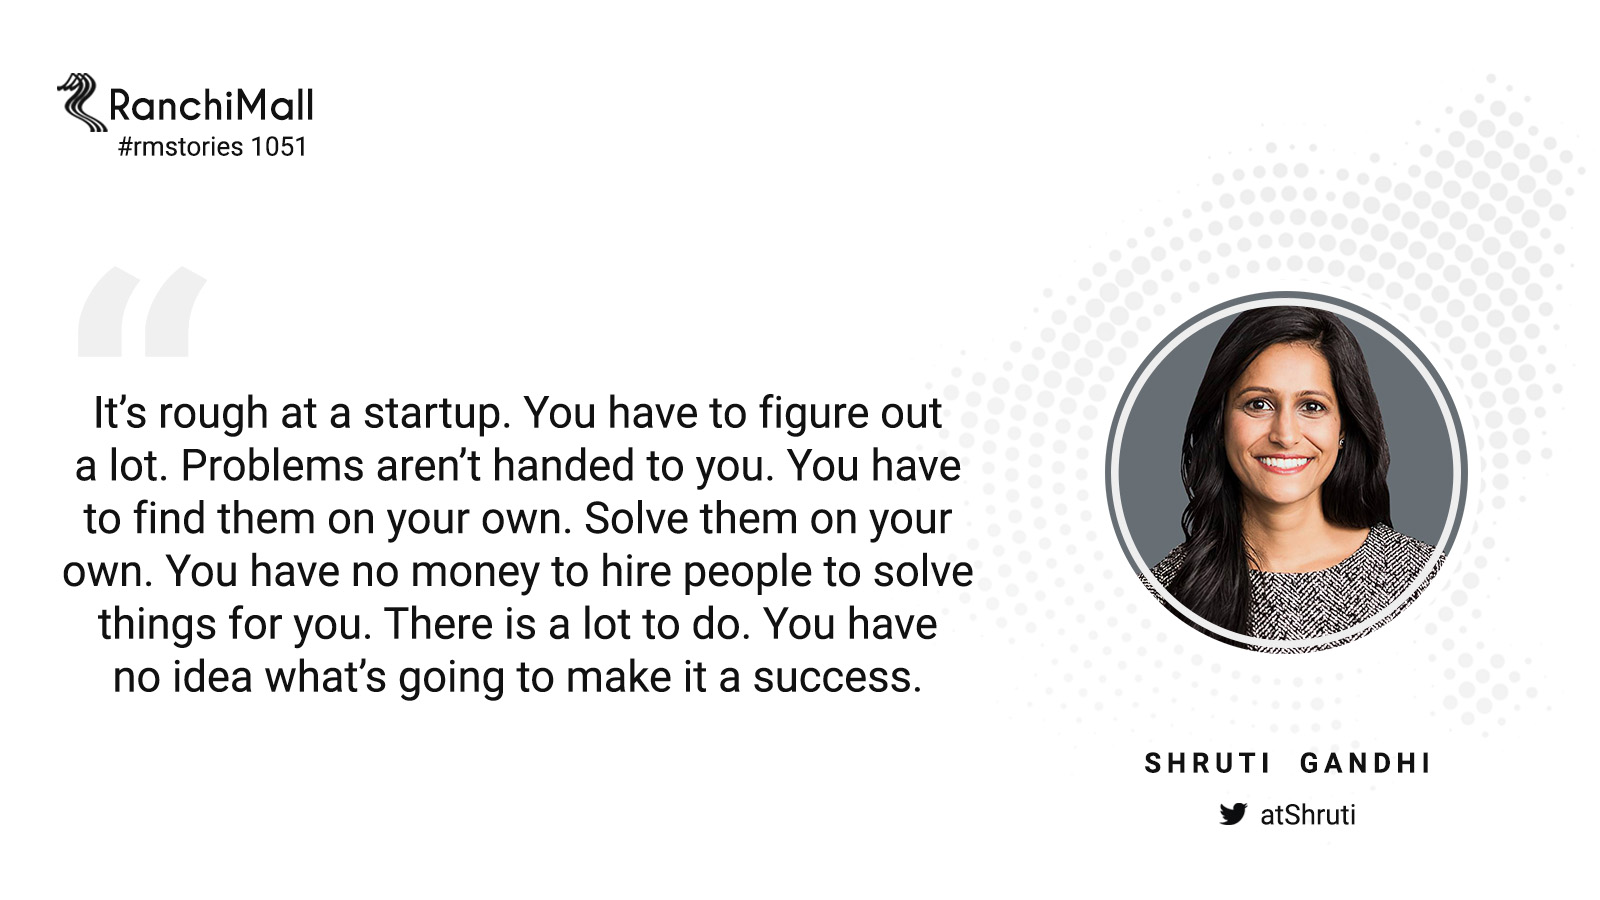 RanchiMall
#rmstories 1051
“
It’s rough at a startup. You have to figure out
a lot. Problems aren’t handed to you. You have
to find them on your own. Solve them on your
own. You have no money to hire people to solve
things for you. There is a lot to do. You have
no idea what’s going to make it a success.
SHRUTI GANDHI
atShruti